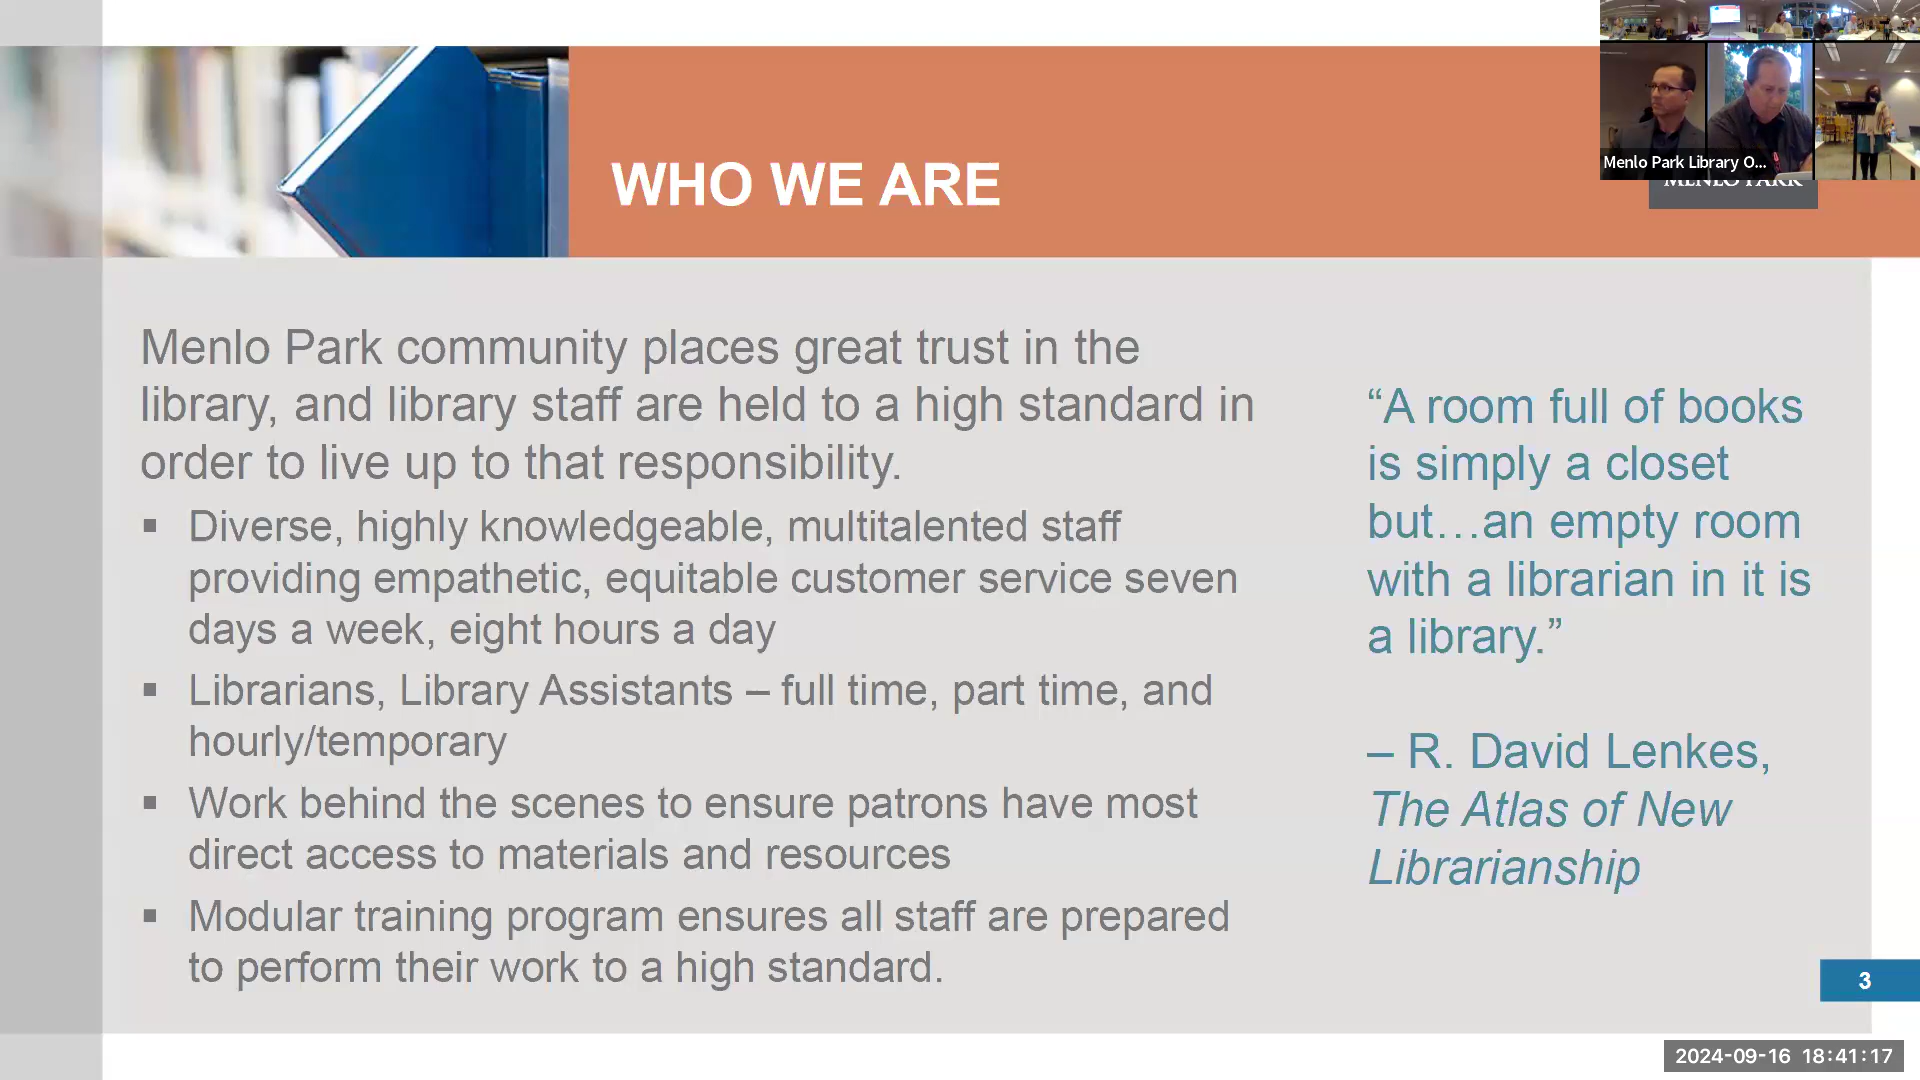 WHO WE ARE
Menlo Park Library O...
MENLO PARK
Menlo Park community places great trust in the
library, and library staff are held to a high standard in
order to live up to that responsibility.
▪ Diverse, highly knowledgeable, multitalented staff
providing empathetic, equitable customer service seven
days a week, eight hours a day
▪ Librarians, Library Assistants – full time, part time, and
hourly/temporary
▪ Work behind the scenes to ensure patrons have most
direct access to materials and resources
▪ Modular training program ensures all staff are prepared
to perform their work to a high standard.
“A room full of books
is simply a closet
but…an empty room
with a librarian in it is
a library.”
– R. David Lenkes,
The Atlas of New
Librarianship
3
2024-09-16 18:41:17